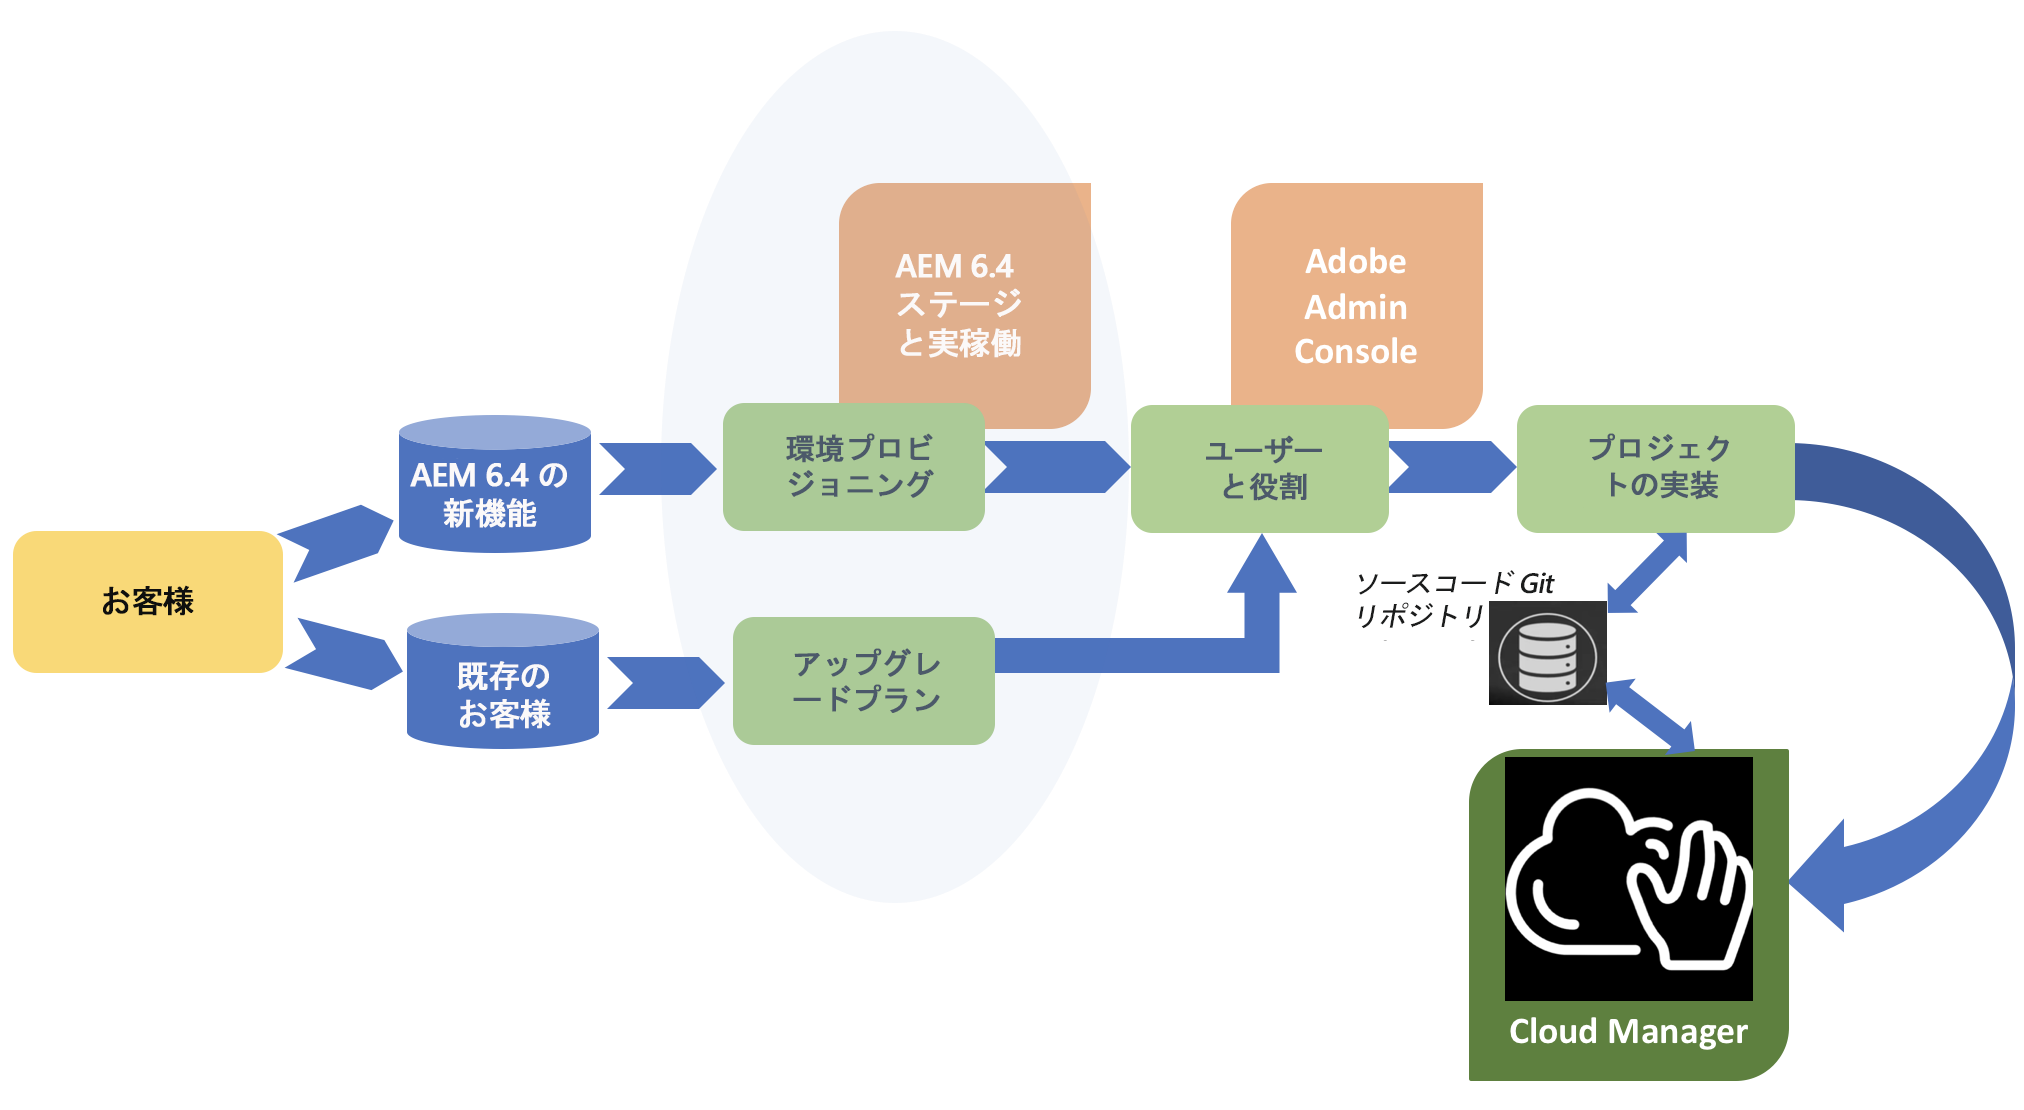 AEM 6.4
ステージ
と実稼働
Adobe
Admin
Console
AEM 6.4 の
新機能
環境プロビ
ジョニング
ユーザー
と役割
プロジェク
トの実装
お客様
ソースコード Git
リポジトリ
既存の
お客様
アップグレ
ードプラン
Cloud Manager